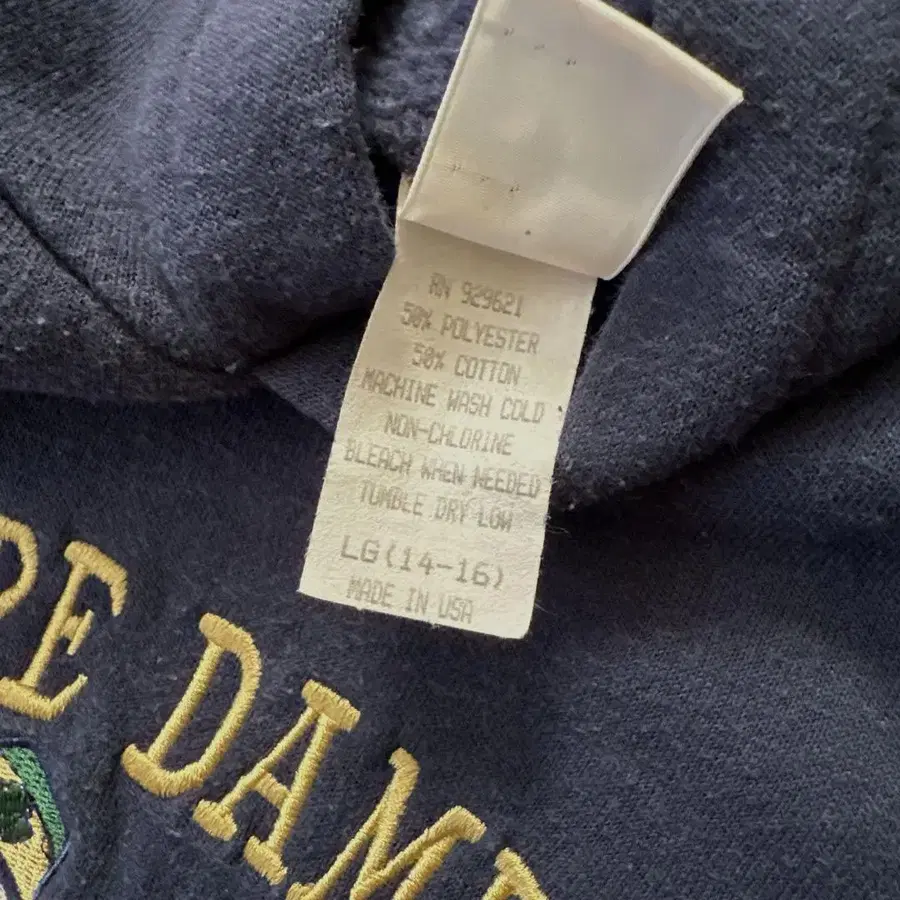 RN 929621
50% POLYESTER
50% COTTON
MACHINE WASH COLD
NON-CHLORINE
BLEACH WHEN NEEDED
TUMBLE DRY LOW
LG(14-16)
MADE IN USA
RE DAM